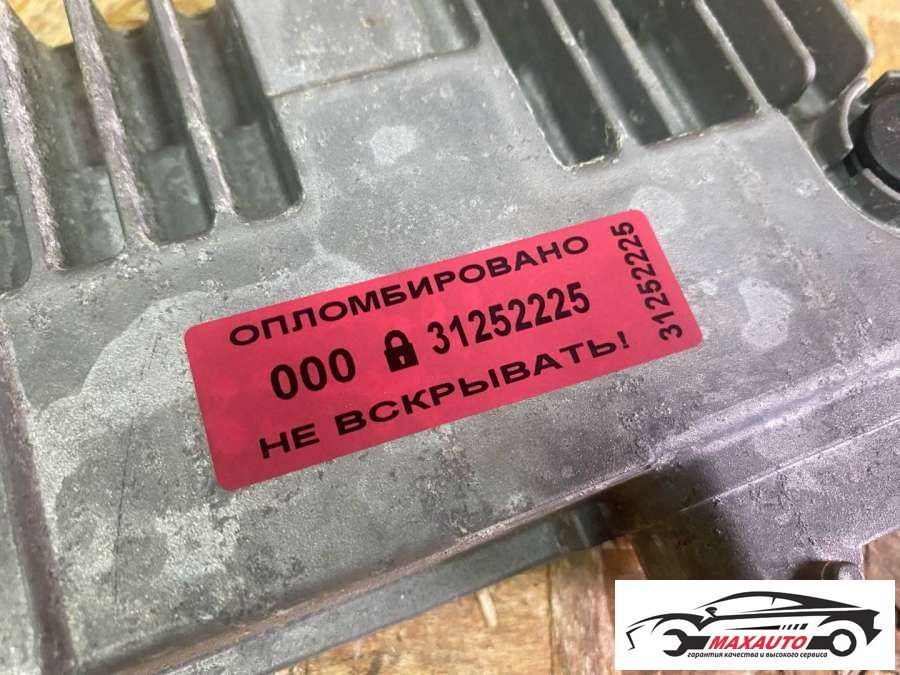 ОПЛОМБИРОВАНО
000 31252225
НЕ ВСКРЫВАТЬ!
31252225
MAXAUTO
гарантия качества и высокого сервиса